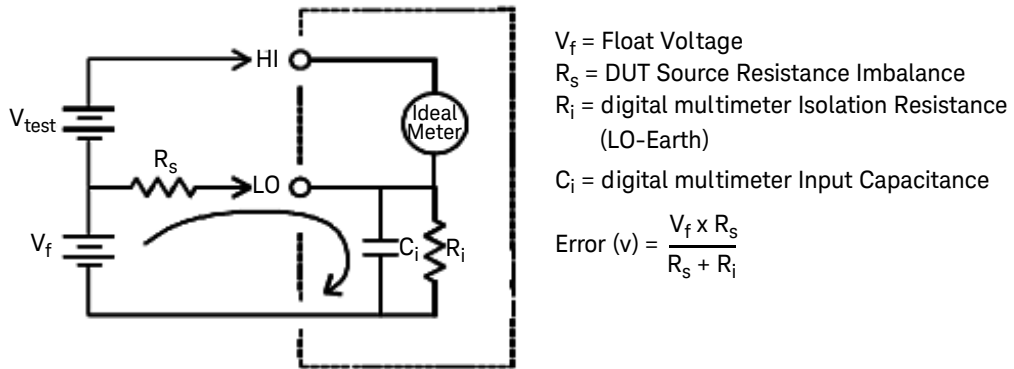 HI
V_test
Ideal
Meter
R_s
LO
V_f
C_i
R_i
V_f = Float Voltage
R_s = DUT Source Resistance Imbalance
R_i = digital multimeter Isolation Resistance
(LO-Earth)
C_i = digital multimeter Input Capacitance
Error (v) = V_f x R_s / R_s + R_i